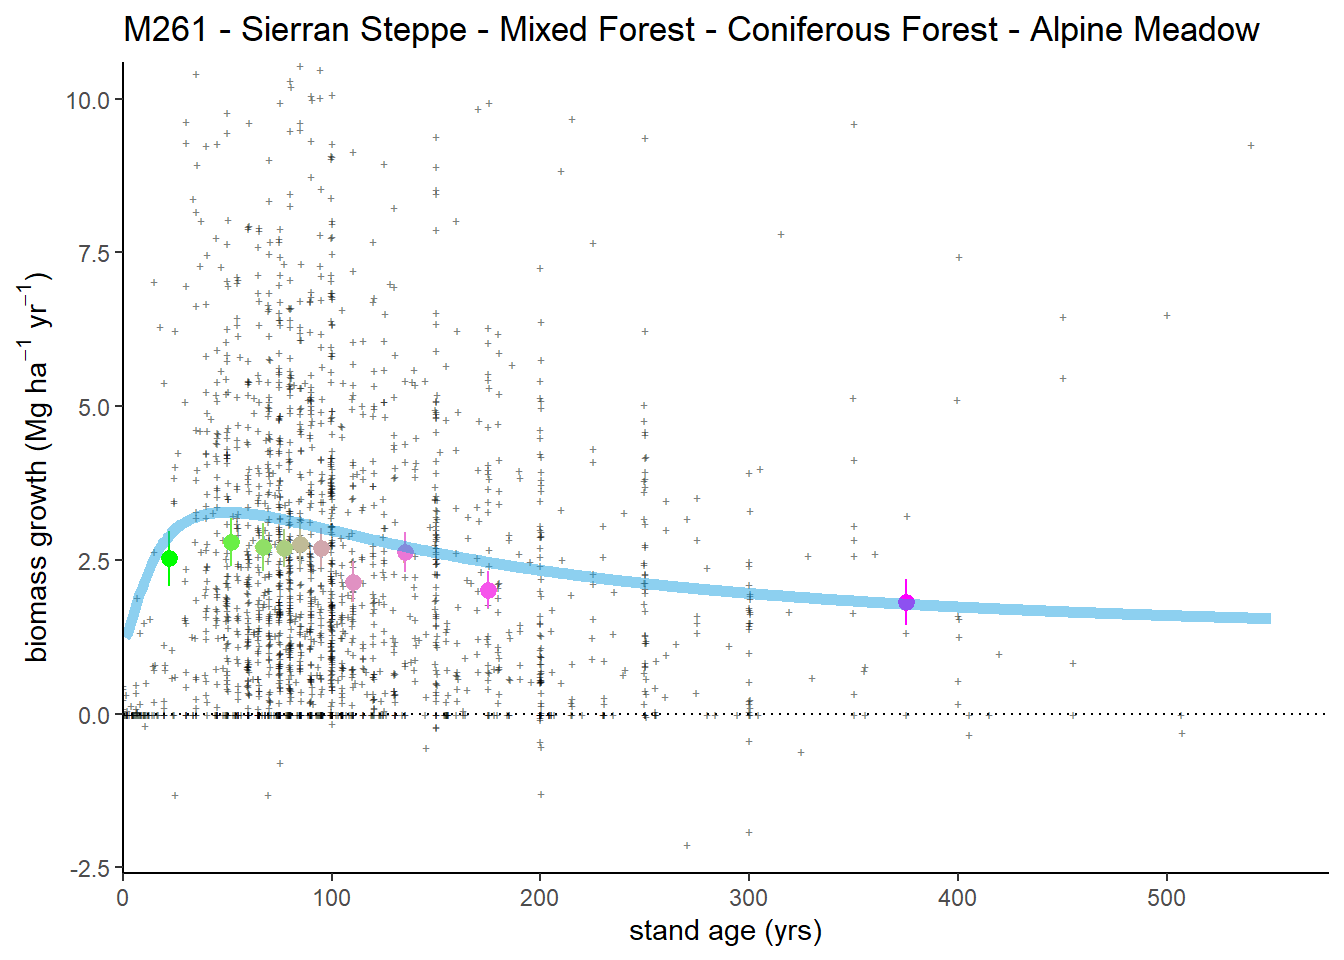 M261 - Sierran Steppe - Mixed Forest - Coniferous Forest - Alpine Meadow
biomass growth (Mg ha⁻¹ yr⁻¹)
10.0
7.5
5.0
2.5
0.0
-2.5
0 100 200 300 400 500
stand age (yrs)